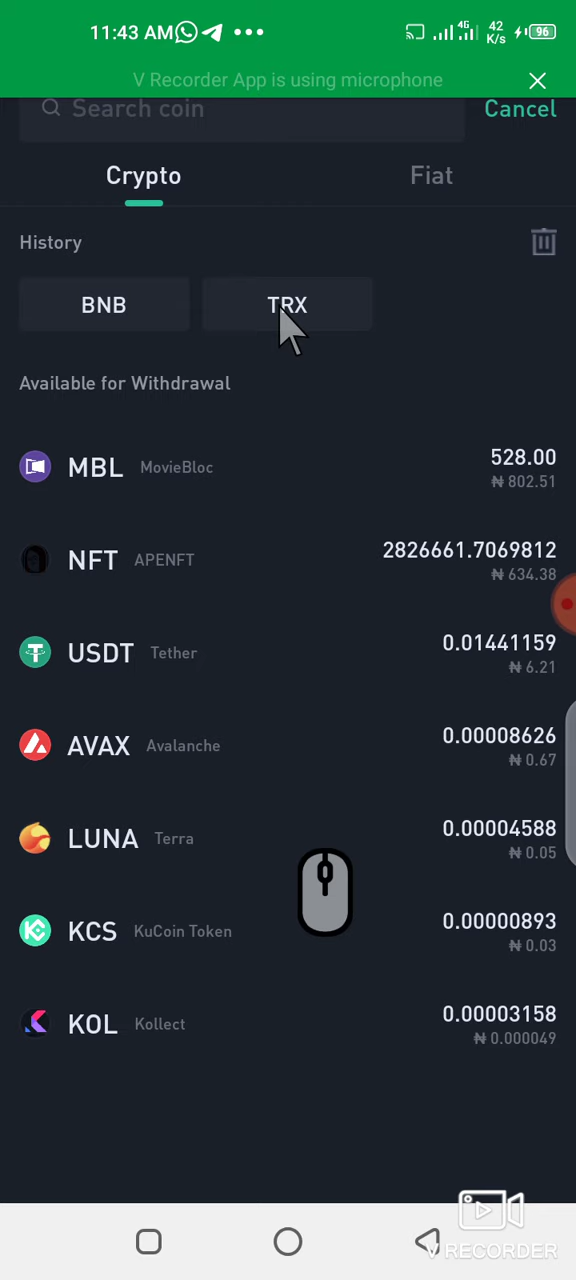 11:43 AM 4G 42 K/s 96
V Recorder App is using microphone
Search coin Cancel
Crypto Fiat
History
BNB TRX
Available for Withdrawal
MBL MovieBloc 528.00
₦ 802.51
NFT APENFT 2826661.7069812
₦ 634.38
USDT Tether 0.01441159
₦ 6.21
AVAX Avalanche 0.00008626
₦ 0.67
LUNA Terra 0.00004588
₦ 0.05
KCS KuCoin Token 0.00000893
₦ 0.03
KOL Kollect 0.00003158
₦ 0.000049
V RECORDER